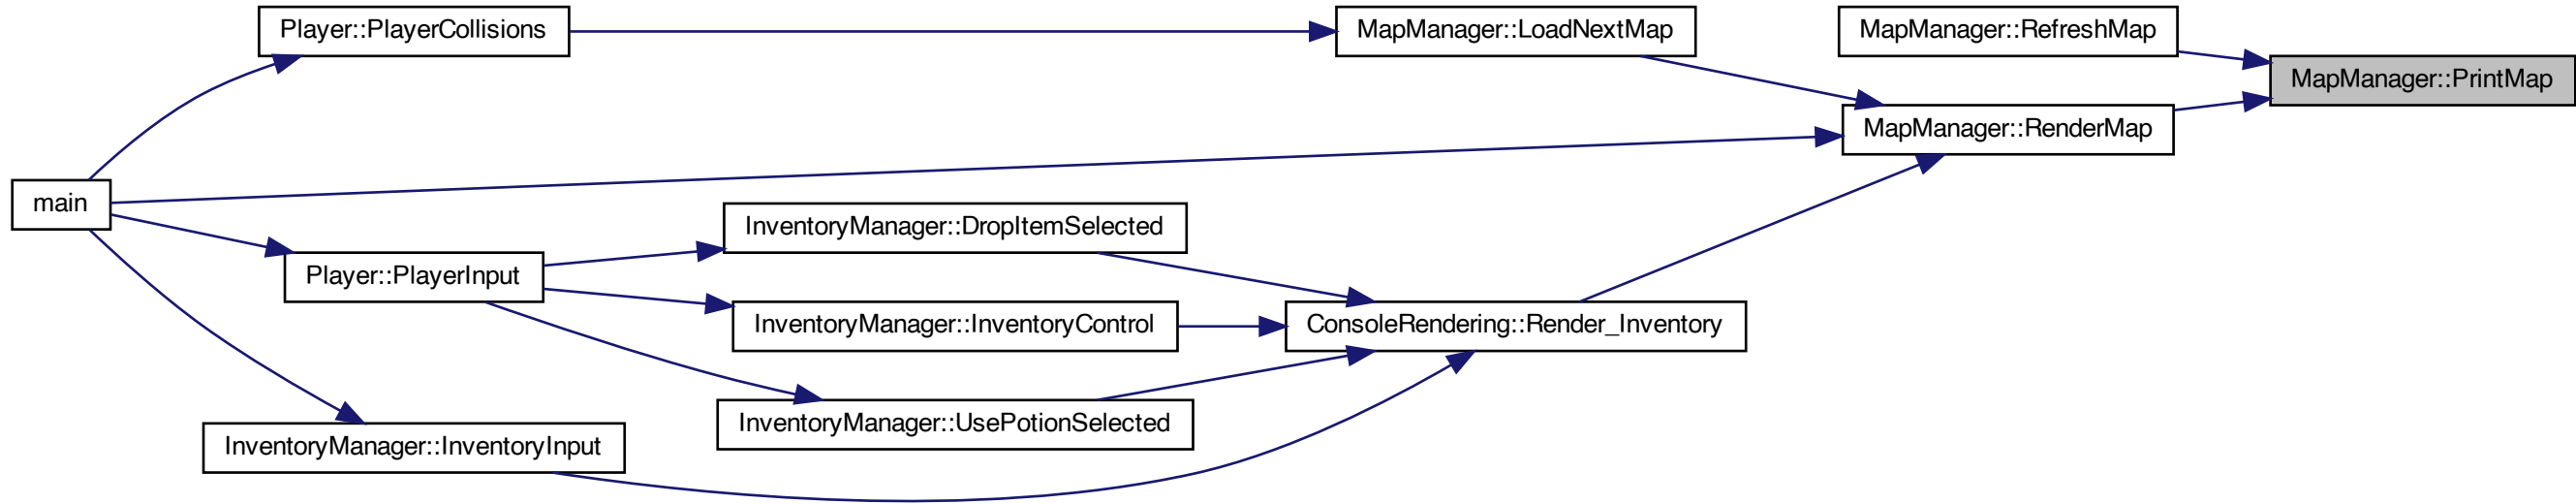 Player::PlayerCollisions
MapManager::LoadNextMap
MapManager::RefreshMap
MapManager::PrintMap
MapManager::RenderMap
main
InventoryManager::DropItemSelected
Player::PlayerInput
InventoryManager::InventoryControl
ConsoleRendering::Render_Inventory
InventoryManager::UsePotionSelected
InventoryManager::InventoryInput